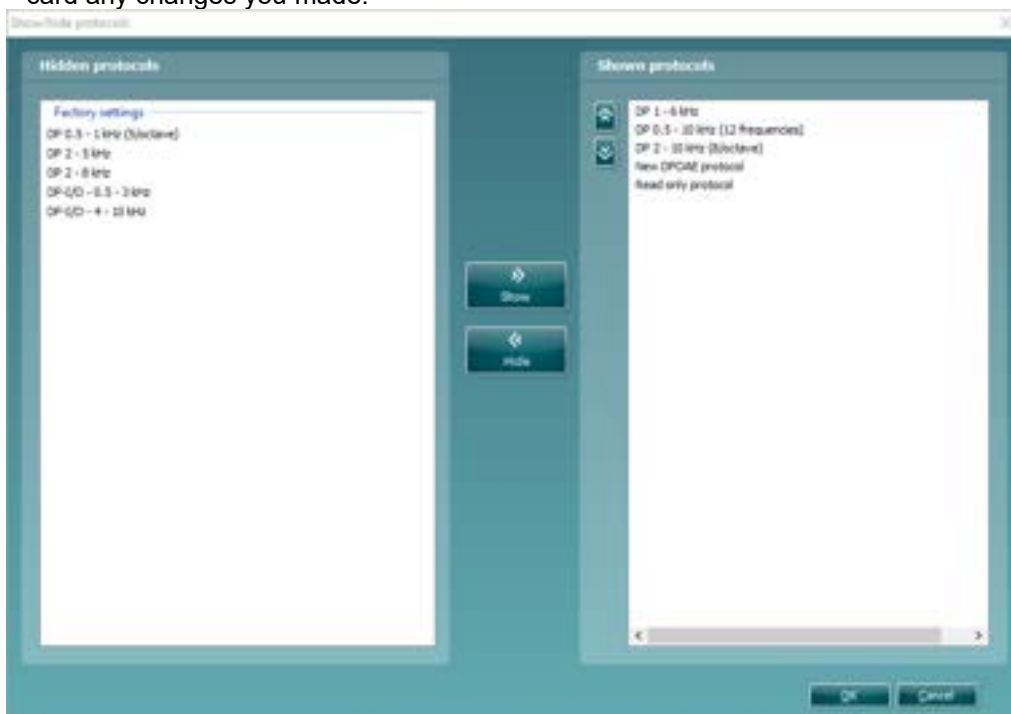 card any changes you made.
Show/hide protocols
Hidden protocols
Factory settings
DP 0.5 - 1 kHz (8/octave)
DP 2 - 5 kHz
DP 2 - 8 kHz
DP-I/O - 0.5 - 3 kHz
DP-I/O - 4 - 10 kHz
Show
Hide
Shown protocols
DP 1 - 6 kHz
DP 0.5 - 10 kHz (12 frequencies)
DP 2 - 10 kHz (8/octave)
New DPOAE protocol
Read only protocol
OK
Cancel